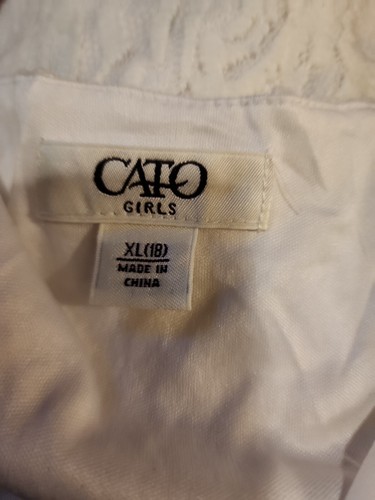 CATO
GIRLS
XL(18)
MADE IN
CHINA